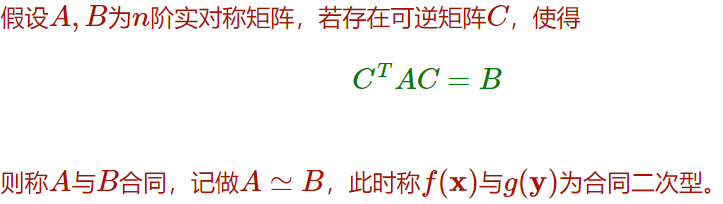 假设A, B为n阶实对称矩阵，若存在可逆矩阵C，使得
C^T AC = B
则称A与B合同，记做A ≃ B，此时称f(x)与g(y)为合同二次型。